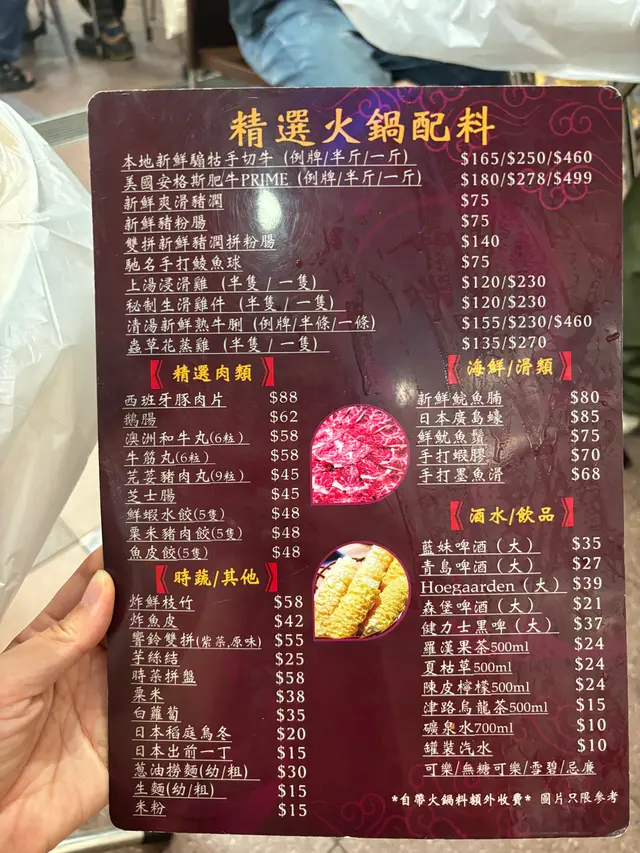 精選火鍋配料
本地新鮮騸牯手切牛 (例牌/半斤/一斤) $165/$250/$460
美國安格斯肥牛PRIME (例牌/半斤/一斤) $180/$278/$499
新鮮爽滑豬潤 $75
新鮮豬粉腸 $75
雙拼新鮮豬潤拼粉腸 $140
馳名手打鯪魚球 $75
上湯浸滑雞 (半隻 / 一隻) $120/$230
秘制生滑雞件 (半隻 / 一隻) $120/$230
清湯新鮮熟牛脷 (例牌/半條/一條) $155/$230/$460
蟲草花蒸雞 (半隻 / 一隻) $135/$270
【精選肉類】
西班牙豚肉片 $88
鵝腸 $62
澳洲和牛丸(6粒) $58
牛筋丸(6粒) $58
芫荽豬肉丸(9粒) $45
芝士腸 $45
鮮蝦水餃(5隻) $48
粟米豬肉餃(5隻) $48
魚皮餃(5隻) $48
【時蔬/其他】
炸鮮枝竹 $58
炸魚皮 $42
響鈴雙拼(紫菜,原味) $55
芋絲結 $25
時菜拼盤 $58
粟米 $38
白蘿蔔 $35
日本稻庭烏冬 $20
日本出前一丁 $15
蔥油撈麵(幼/粗) $30
生麵(幼/粗) $15
米粉 $15
【海鮮/滑類】
新鮮鯇魚腩 $80
日本廣島蠔 $85
鮮魷魚鬚 $75
手打蝦膠 $70
手打墨魚滑 $68
【酒水/飲品】
藍妹啤酒 (大) $35
青島啤酒 (大) $27
Hoegaarden (大) $39
森堡啤酒 (大) $21
健力士黑啤 (大) $37
羅漢果茶500ml $24
夏枯草500ml $24
陳皮檸檬500ml $24
津路烏龍茶500ml $15
礦泉水700ml $10
罐裝汽水 $10
可樂/無糖可樂/雪碧/忌廉
*自帶火鍋料額外收費* 圖片只限參考